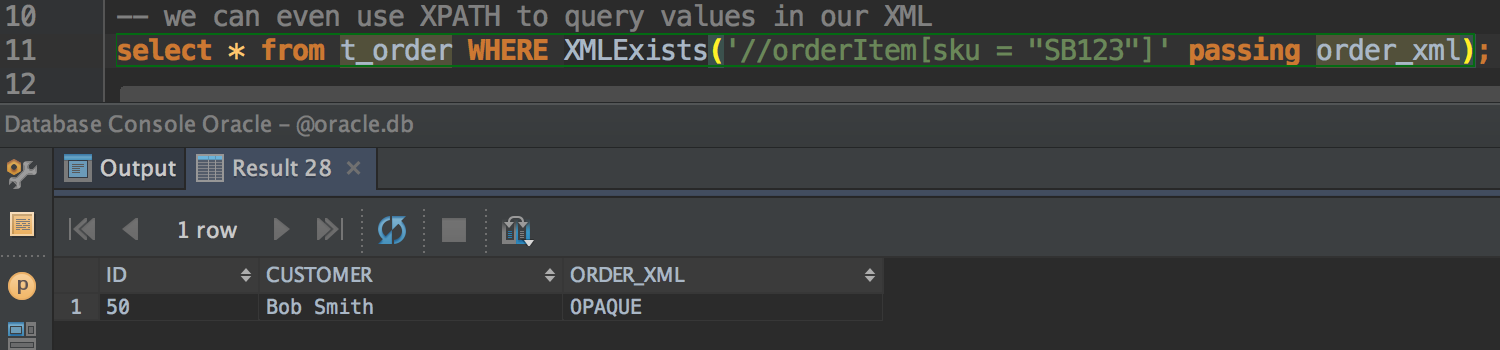 10 -- we can even use XPATH to query values in our XML
11 select * from t_order WHERE XMLExists('//orderItem[sku = "SB123"]' passing order_xml);
12
Database Console Oracle – @oracle.db
Output Result 28
1 row
ID CUSTOMER ORDER_XML
1 50 Bob Smith OPAQUE
p